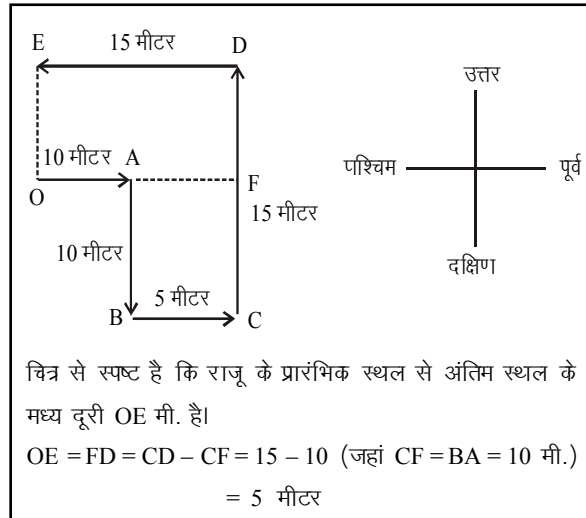 E 15 मीटर D
उत्तर
10 मीटर A
पश्चिम पूर्व
O F
15 मीटर
10 मीटर
दक्षिण
5 मीटर
B C
चित्र से स्पष्ट है कि राजू के प्रारंभिक स्थल से अंतिम स्थल के
मध्य दूरी OE मी. है।
OE = FD = CD – CF = 15 – 10 (जहां CF = BA = 10 मी.)
= 5 मीटर